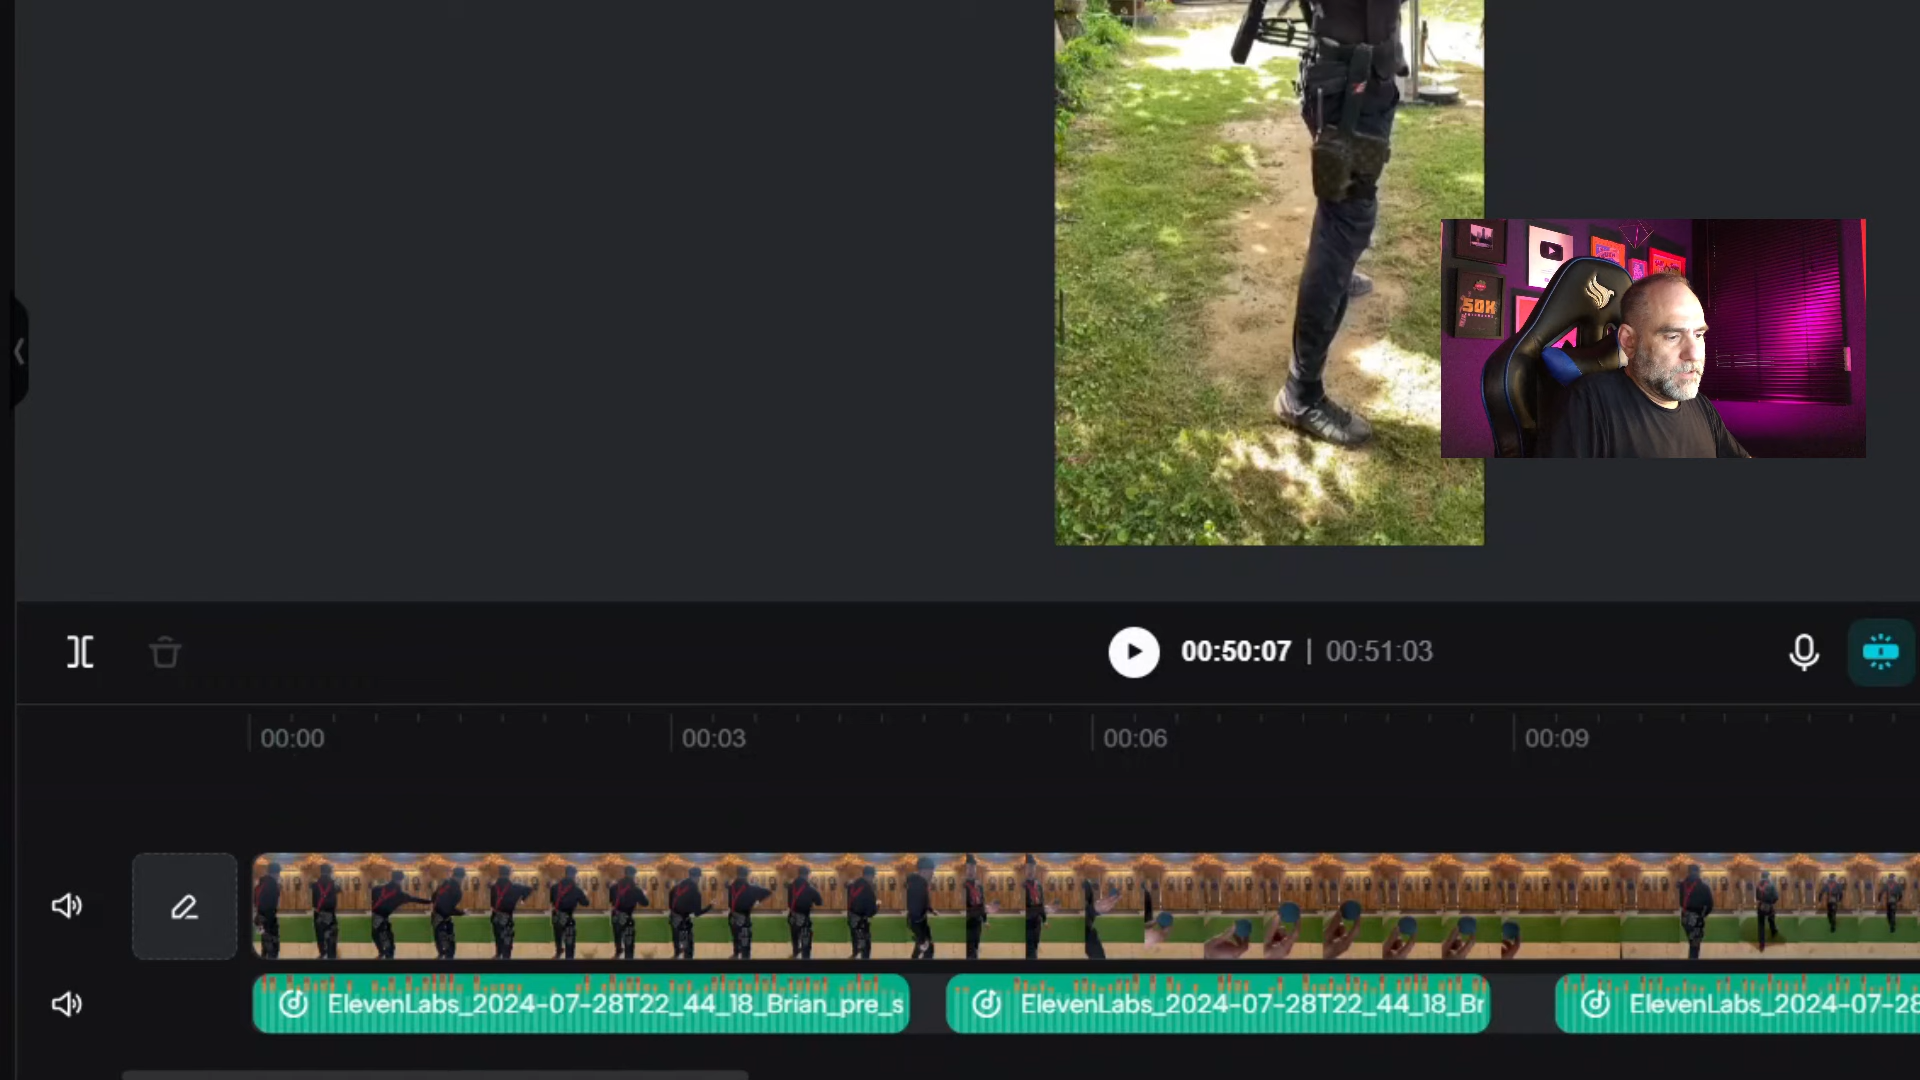 50K
00:50:07 | 00:51:03
00:00 00:03 00:06 00:09
ElevenLabs_2024-07-28T22_44_18_Brian_pre_s
ElevenLabs_2024-07-28T22_44_18_Br
ElevenLabs_2024-07-28